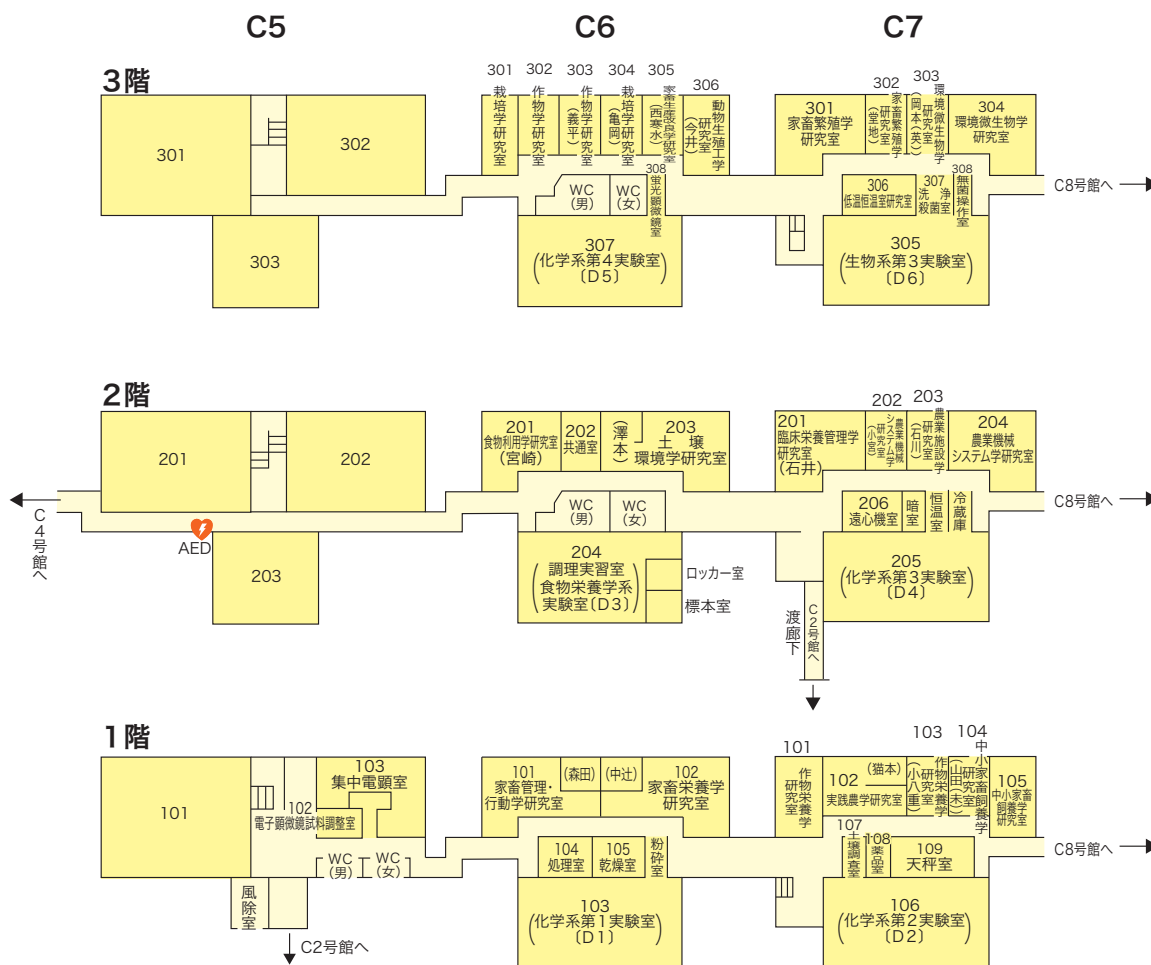 C5
C6
C7
3階
301
302
303
301
栽培学研究室
302
作物学研究室
303
作物学研究室
(義平)
304
栽培学研究室
(亀岡)
305
家畜生産改良学研究室
(西寒水)
306
動物生殖工学
研究室
(今井)
WC
(男)
WC
(女)
308
蛍光顕微鏡室
307
(化学系第4実験室)
〔D5〕
301
家畜繁殖学
研究室
302
家畜繁殖学
研究室
(堂地)
303
環境微生物学
研究室
(岡本(英))
304
環境微生物学
研究室
306
低温恒温室研究室
307
洗浄
殺菌室
308
無菌操作室
305
(生物系第3実験室)
〔D6〕
C8号館へ
2階
201
202
203
AED
C4号館へ
201
食物利用学研究室
(宮崎)
202
共通室
(澤本)
203
土壌
環境学研究室
WC
(男)
WC
(女)
204
(調理実習室
食物栄養学系
実験室〔D3〕)
ロッカー室
標本室
201
臨床栄養管理学
研究室
(石井)
202
農業機械
システム学
研究室
(小宮)
203
農業施設学
研究室
(石川)
204
農業機械
システム学研究室
206
遠心機室
暗室
恒温室
冷蔵庫
205
(化学系第3実験室)
〔D4〕
C8号館へ
渡廊下
C2号館へ
1階
101
102
電子顕微鏡試料調整室
103
集中電顕室
WC
(男)
WC
(女)
風除室
C2号館へ
101
家畜管理・
行動学研究室
(森田)
(中辻)
102
家畜栄養学
研究室
104
処理室
105
乾燥室
粉砕室
103
(化学系第1実験室)
〔D1〕
101
作物栄養学
研究室
(猫本)
102
実践農学研究室
103
作物栄養学
研究室
(小八重)
104
中小家畜飼養学
研究室
(山田(未))
105
中小家畜
飼養学
研究室
107
土壌調査室
108
薬品室
109
天秤室
106
(化学系第2実験室)
〔D2〕
C8号館へ